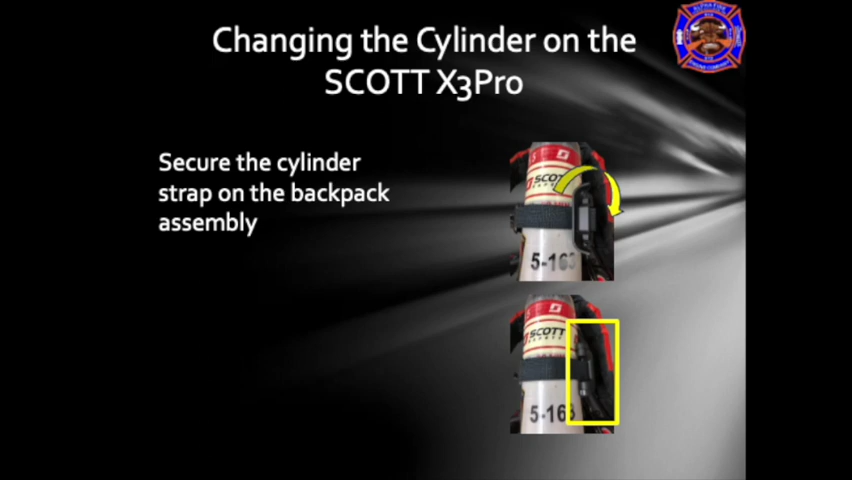 Changing the Cylinder on the
SCOTT X3Pro
Secure the cylinder
strap on the backpack
assembly
SCOTT
5-163
SCOTT
5-163